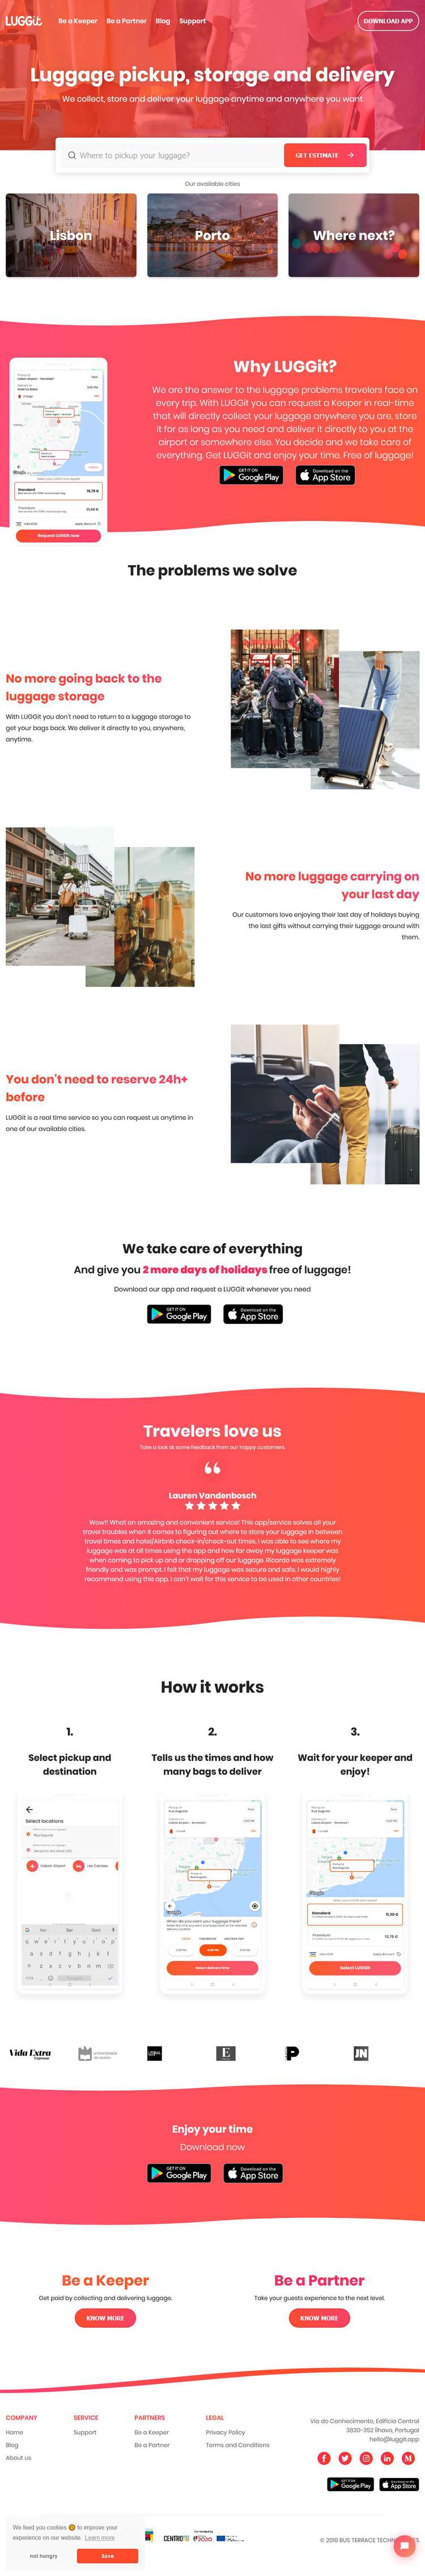 LUGGit Be a Keeper Be a Partner Blog Support DOWNLOAD APP
Luggage pickup, storage and delivery
We collect, store and deliver your luggage anytime and anywhere you want
Where to pickup your luggage? GET ESTIMATE
Our available cities
Lisbon
Porto
Where next?
Why LUGGit?
We are the answer to the luggage problems travelers face on
every trip. With LUGGit you can request a Keeper in real-time
that will directly collect your luggage anywhere you are, store
it for as long as you need and deliver it directly to you at the
airport or somewhere else. You decide and we take care of
everything. Get LUGGit and enjoy your time. Free of luggage!
GET IT ON
Google Play
Download on the
App Store
Request LUGGit now
The problems we solve
No more going back to the
luggage storage
With LUGGit you don't need to return to a luggage storage to
get your bags back. We deliver it directly to you, anywhere,
anytime.
No more luggage carrying on
your last day
Our customers love enjoying their last day of holidays buying
the last gifts without carrying their luggage around with
them.
You don't need to reserve 24h+
before
LUGGit is a real time service so you can request us anytime in
one of our available cities.
We take care of everything
And give you 2 more days of holidays free of luggage!
Download our app and request a LUGGit whenever you need
GET IT ON
Google Play
Download on the
App Store
Travelers love us
Take a look at some feedback from our happy customers.
Lauren Vandenbosch
Wow!! What an amazing and convenient service! This app/service solves all your
travel troubles when it comes to figuring out where to store your luggage in between
travel times and hotel/Airbnb check-in/check-out times. I was able to see where my
luggage was at all times using the app and how far away my luggage keeper was
when coming to pick up and or dropping off our luggage. Ricardo was extremely
friendly and was prompt. I felt that my luggage was secure and safe. I would highly
recommend using this app. I can't wait for this service to be used in other countries!
How it works
1.
Select pickup and
destination
2.
Tells us the times and how
many bags to deliver
3.
Wait for your keeper and
enjoy!
Select locations
Lisbon Airport
Select delivery time
Standard
11,20 €
Premium
13,75 €
Select LUGGit
Vida Extra
E
P
JN
Enjoy your time
Download now
GET IT ON
Google Play
Download on the
App Store
Be a Keeper
Get paid by collecting and delivering luggage.
KNOW MORE
Be a Partner
Take your guests experience to the next level.
KNOW MORE
COMPANY
Home
Blog
About us
SERVICE
Support
PARTNERS
Be a Keeper
Be a Partner
LEGAL
Privacy Policy
Terms and Conditions
Via do Conhecimento, Edifício Central
3830-352 Ílhavo, Portugal
hello@luggit.app
GET IT ON
Google Play
Download on the
App Store
We feed you cookies 🍪 to improve your
experience on our website. Learn more
not hungry Save
CENTRO 2020
© 2019 BUS TERRACE